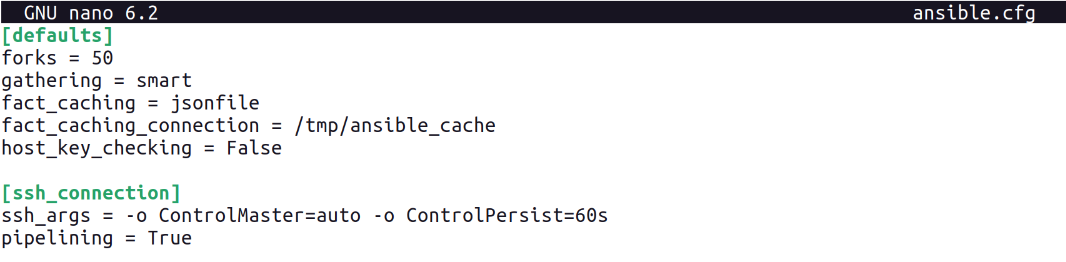 GNU nano 6.2 ansible.cfg
[defaults]
forks = 50
gathering = smart
fact_caching = jsonfile
fact_caching_connection = /tmp/ansible_cache
host_key_checking = False
[ssh_connection]
ssh_args = -o ControlMaster=auto -o ControlPersist=60s
pipelining = True